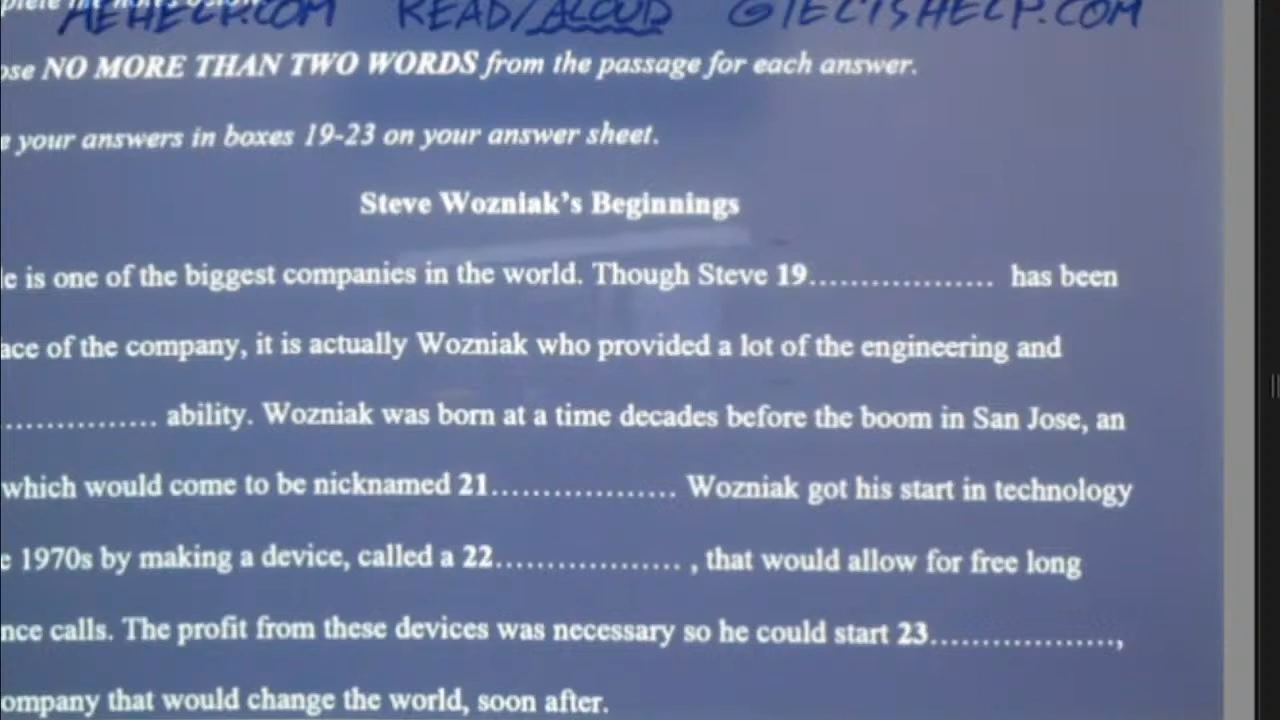 AEHELP.COM READ/ALOUD GIELTSHELP.COM
ose NO MORE THAN TWO WORDS from the passage for each answer.
e your answers in boxes 19-23 on your answer sheet.
Steve Wozniak's Beginnings
le is one of the biggest companies in the world. Though Steve 19.................. has been
ace of the company, it is actually Wozniak who provided a lot of the engineering and
............... ability. Wozniak was born at a time decades before the boom in San Jose, an
which would come to be nicknamed 21.................. Wozniak got his start in technology
e 1970s by making a device, called a 22.................. , that would allow for free long
nce calls. The profit from these devices was necessary so he could start 23..................,
ompany that would change the world, soon after.